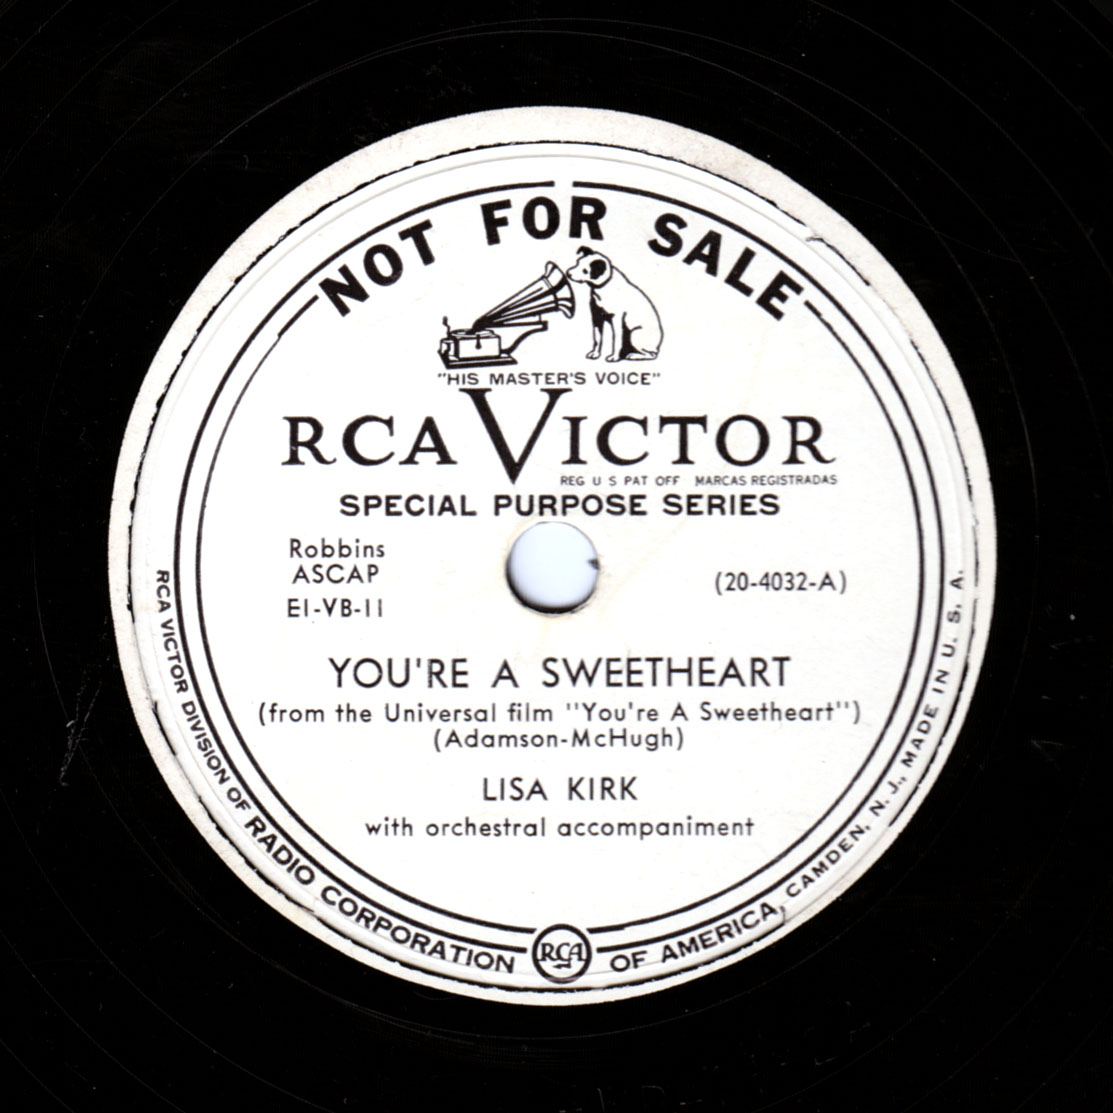 NOT FOR SALE
"HIS MASTER'S VOICE"
RCA VICTOR
REG U S PAT OFF MARCAS REGISTRADAS
SPECIAL PURPOSE SERIES
Robbins
ASCAP
E1-VB-11
(20-4032-A)
YOU'RE A SWEETHEART
(from the Universal film "You're A Sweetheart")
(Adamson-McHugh)
LISA KIRK
with orchestral accompaniment
RCA VICTOR DIVISION OF RADIO CORPORATION OF AMERICA, CAMDEN, N. J., MADE IN U. S. A.
RCA